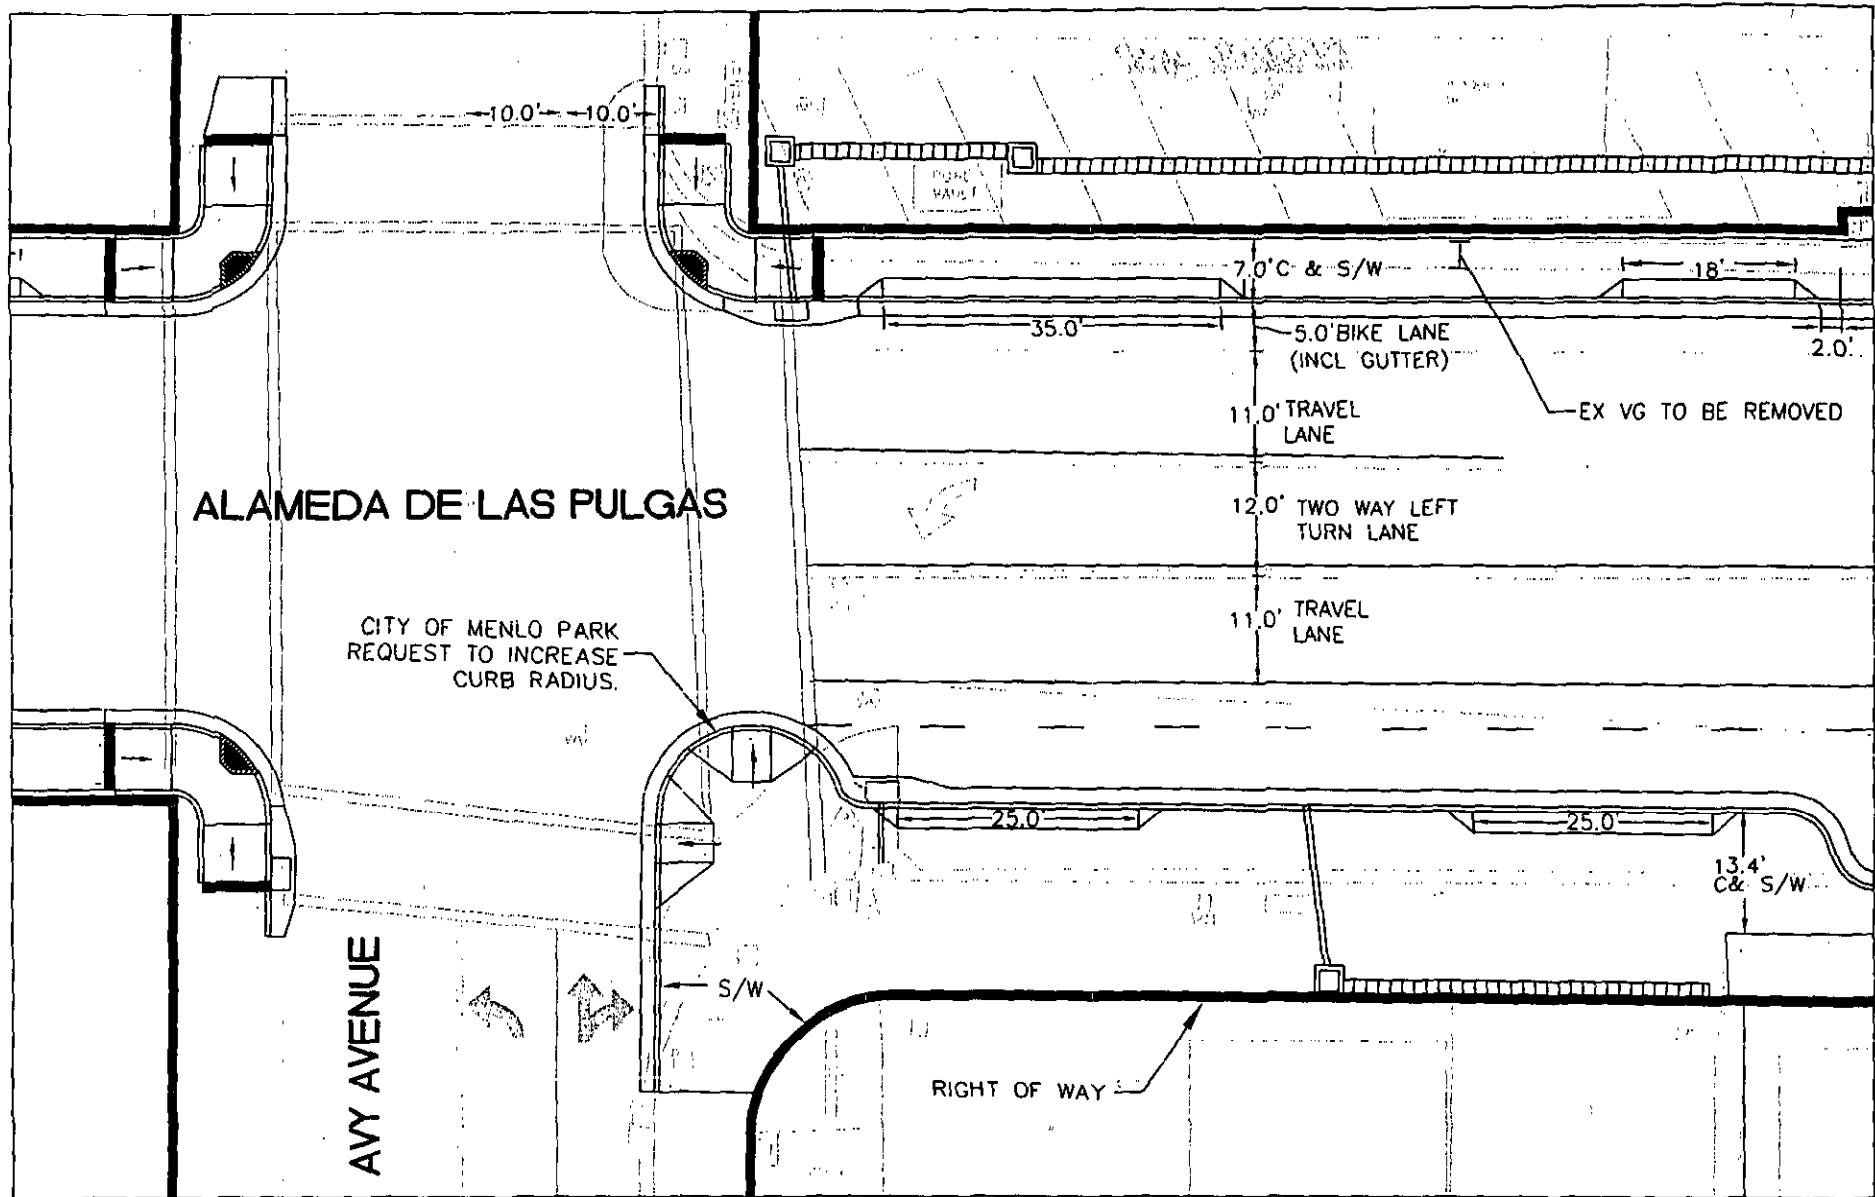 10.0' 10.0'
7.0' C & S/W
18'
35.0'
5.0' BIKE LANE
(INCL GUTTER)
2.0'
11.0' TRAVEL
LANE
EX VG TO BE REMOVED
ALAMEDA DE LAS PULGAS
12.0' TWO WAY LEFT
TURN LANE
11.0' TRAVEL
LANE
CITY OF MENLO PARK
REQUEST TO INCREASE
CURB RADIUS.
25.0'
25.0'
13.4'
C& S/W
AVY AVENUE
S/W
RIGHT OF WAY